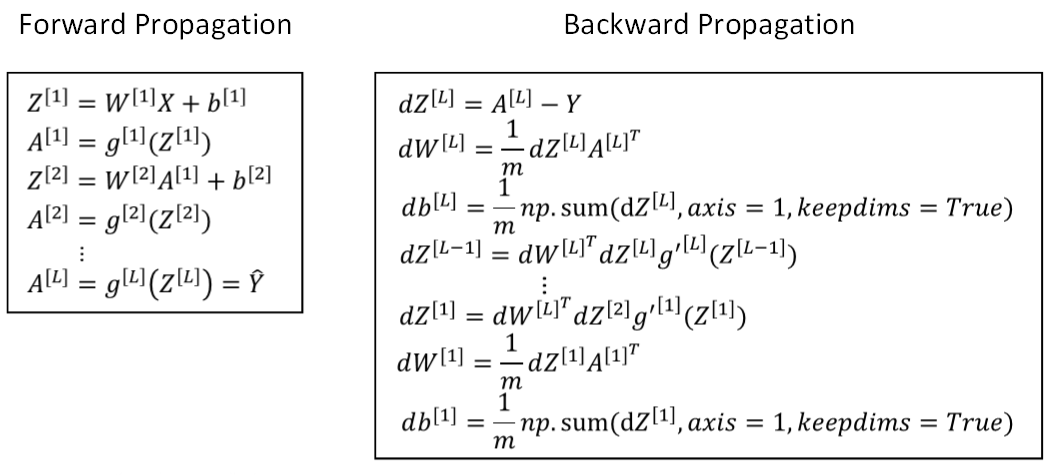 Forward Propagation
Z^[1] = W^[1]X + b^[1]
A^[1] = g^[1](Z^[1])
Z^[2] = W^[2]A^[1] + b^[2]
A^[2] = g^[2](Z^[2])
⋮
A^[L] = g^[L](Z^[L]) = Ŷ
Backward Propagation
dZ^[L] = A^[L] − Y
dW^[L] = 1/m dZ^[L]A^[L]^T
db^[L] = 1/m np.sum(dZ^[L], axis = 1, keepdims = True)
dZ^[L−1] = dW^[L]^T dZ^[L]g′^[L](Z^[L−1])
⋮
dZ^[1] = dW^[L]^T dZ^[2]g′^[1](Z^[1])
dW^[1] = 1/m dZ^[1]A^[1]^T
db^[1] = 1/m np.sum(dZ^[1], axis = 1, keepdims = True)